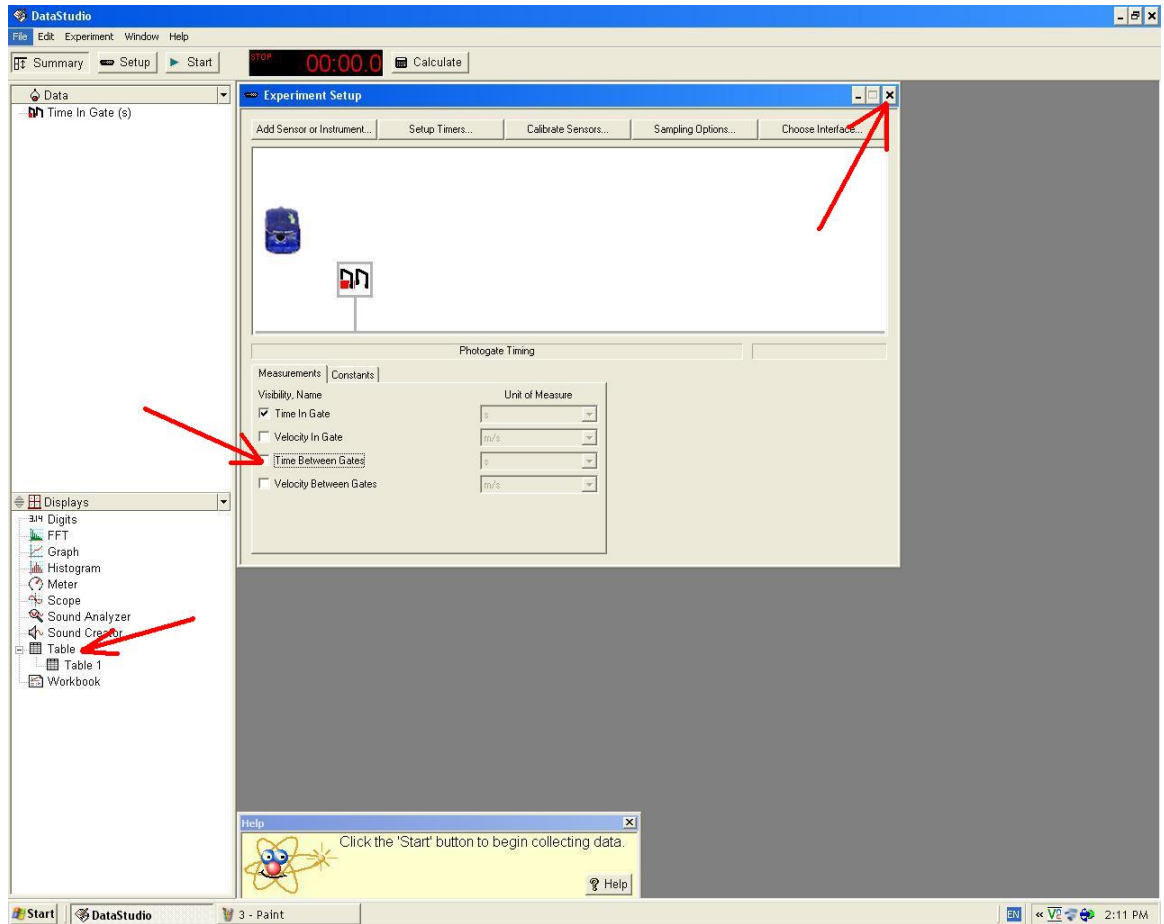 DataStudio
File Edit Experiment Window Help
Summary Setup Start STOP 00:00.0 Calculate
Data
Time In Gate (s)
Experiment Setup
Add Sensor or Instrument... Setup Timers... Calibrate Sensors... Sampling Options... Choose Interface...
Photogate Timing
Measurements Constants
Visibility, Name Unit of Measure
Time In Gate s
Velocity In Gate m/s
Time Between Gates s
Velocity Between Gates m/s
Displays
3.14 Digits
FFT
Graph
Histogram
Meter
Scope
Sound Analyzer
Sound Creator
Table
Table 1
Workbook
Help
Click the 'Start' button to begin collecting data.
Help
Start DataStudio 3 - Paint EN « V2 2:11 PM